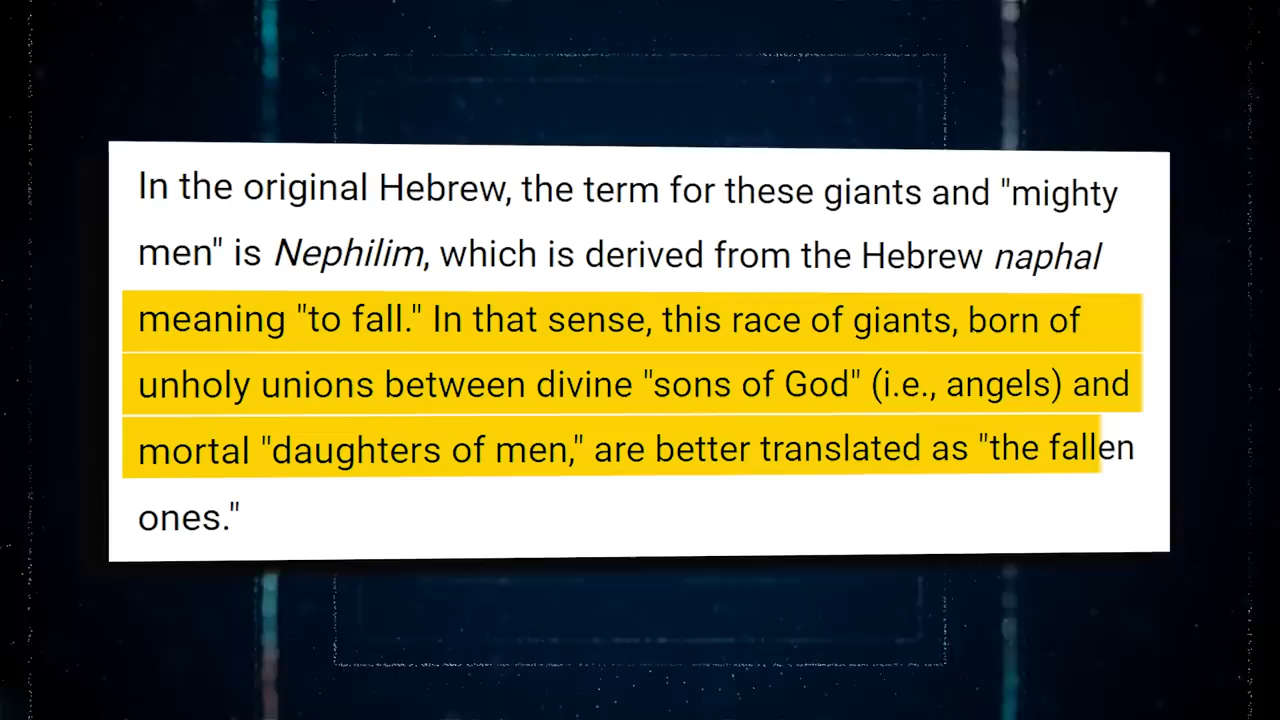 In the original Hebrew, the term for these giants and "mighty
men" is Nephilim, which is derived from the Hebrew naphal
meaning "to fall." In that sense, this race of giants, born of
unholy unions between divine "sons of God" (i.e., angels) and
mortal "daughters of men," are better translated as "the fallen
ones."